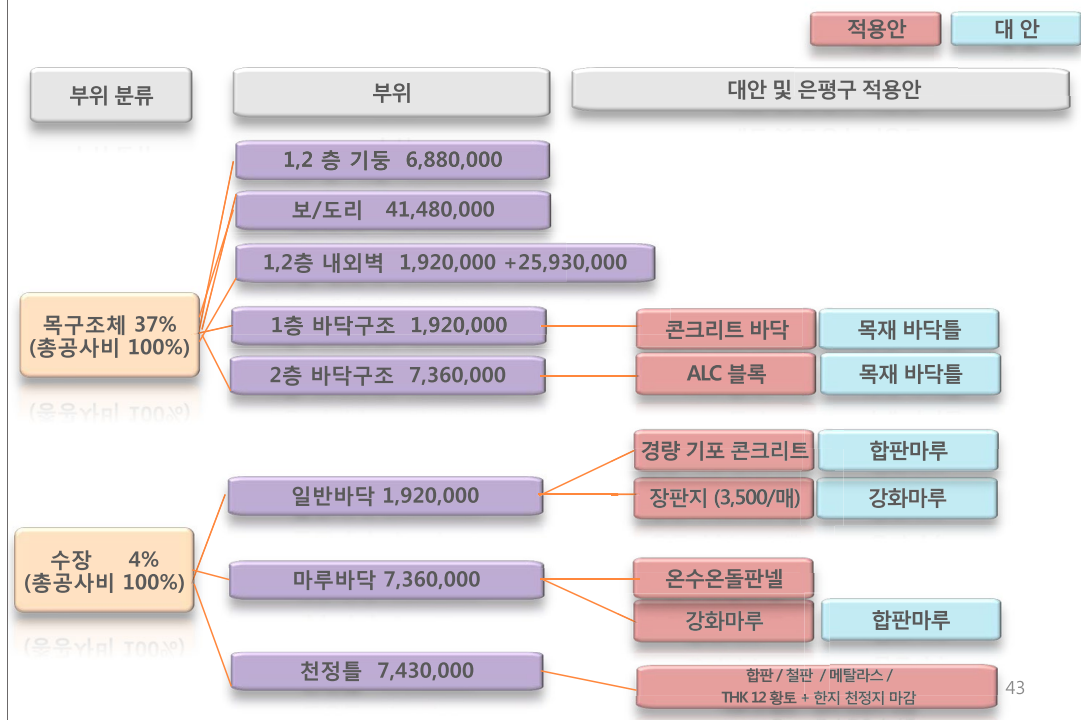 적용안
대 안
부위 분류
부위
대안 및 은평구 적용안
1,2 층 기둥 6,880,000
보/도리 41,480,000
1,2층 내외벽 1,920,000 +25,930,000
목구조체 37%
(총공사비 100%)
1층 바닥구조 1,920,000
콘크리트 바닥
목재 바닥틀
2층 바닥구조 7,360,000
ALC 블록
목재 바닥틀
경량 기포 콘크리트
합판마루
일반바닥 1,920,000
장판지 (3,500/매)
강화마루
수장 4%
(총공사비 100%)
마루바닥 7,360,000
온수온돌판넬
강화마루
합판마루
천정틀 7,430,000
합판 / 철판 / 메탈라스 /
THK 12 황토 + 한지 천정지 마감
43